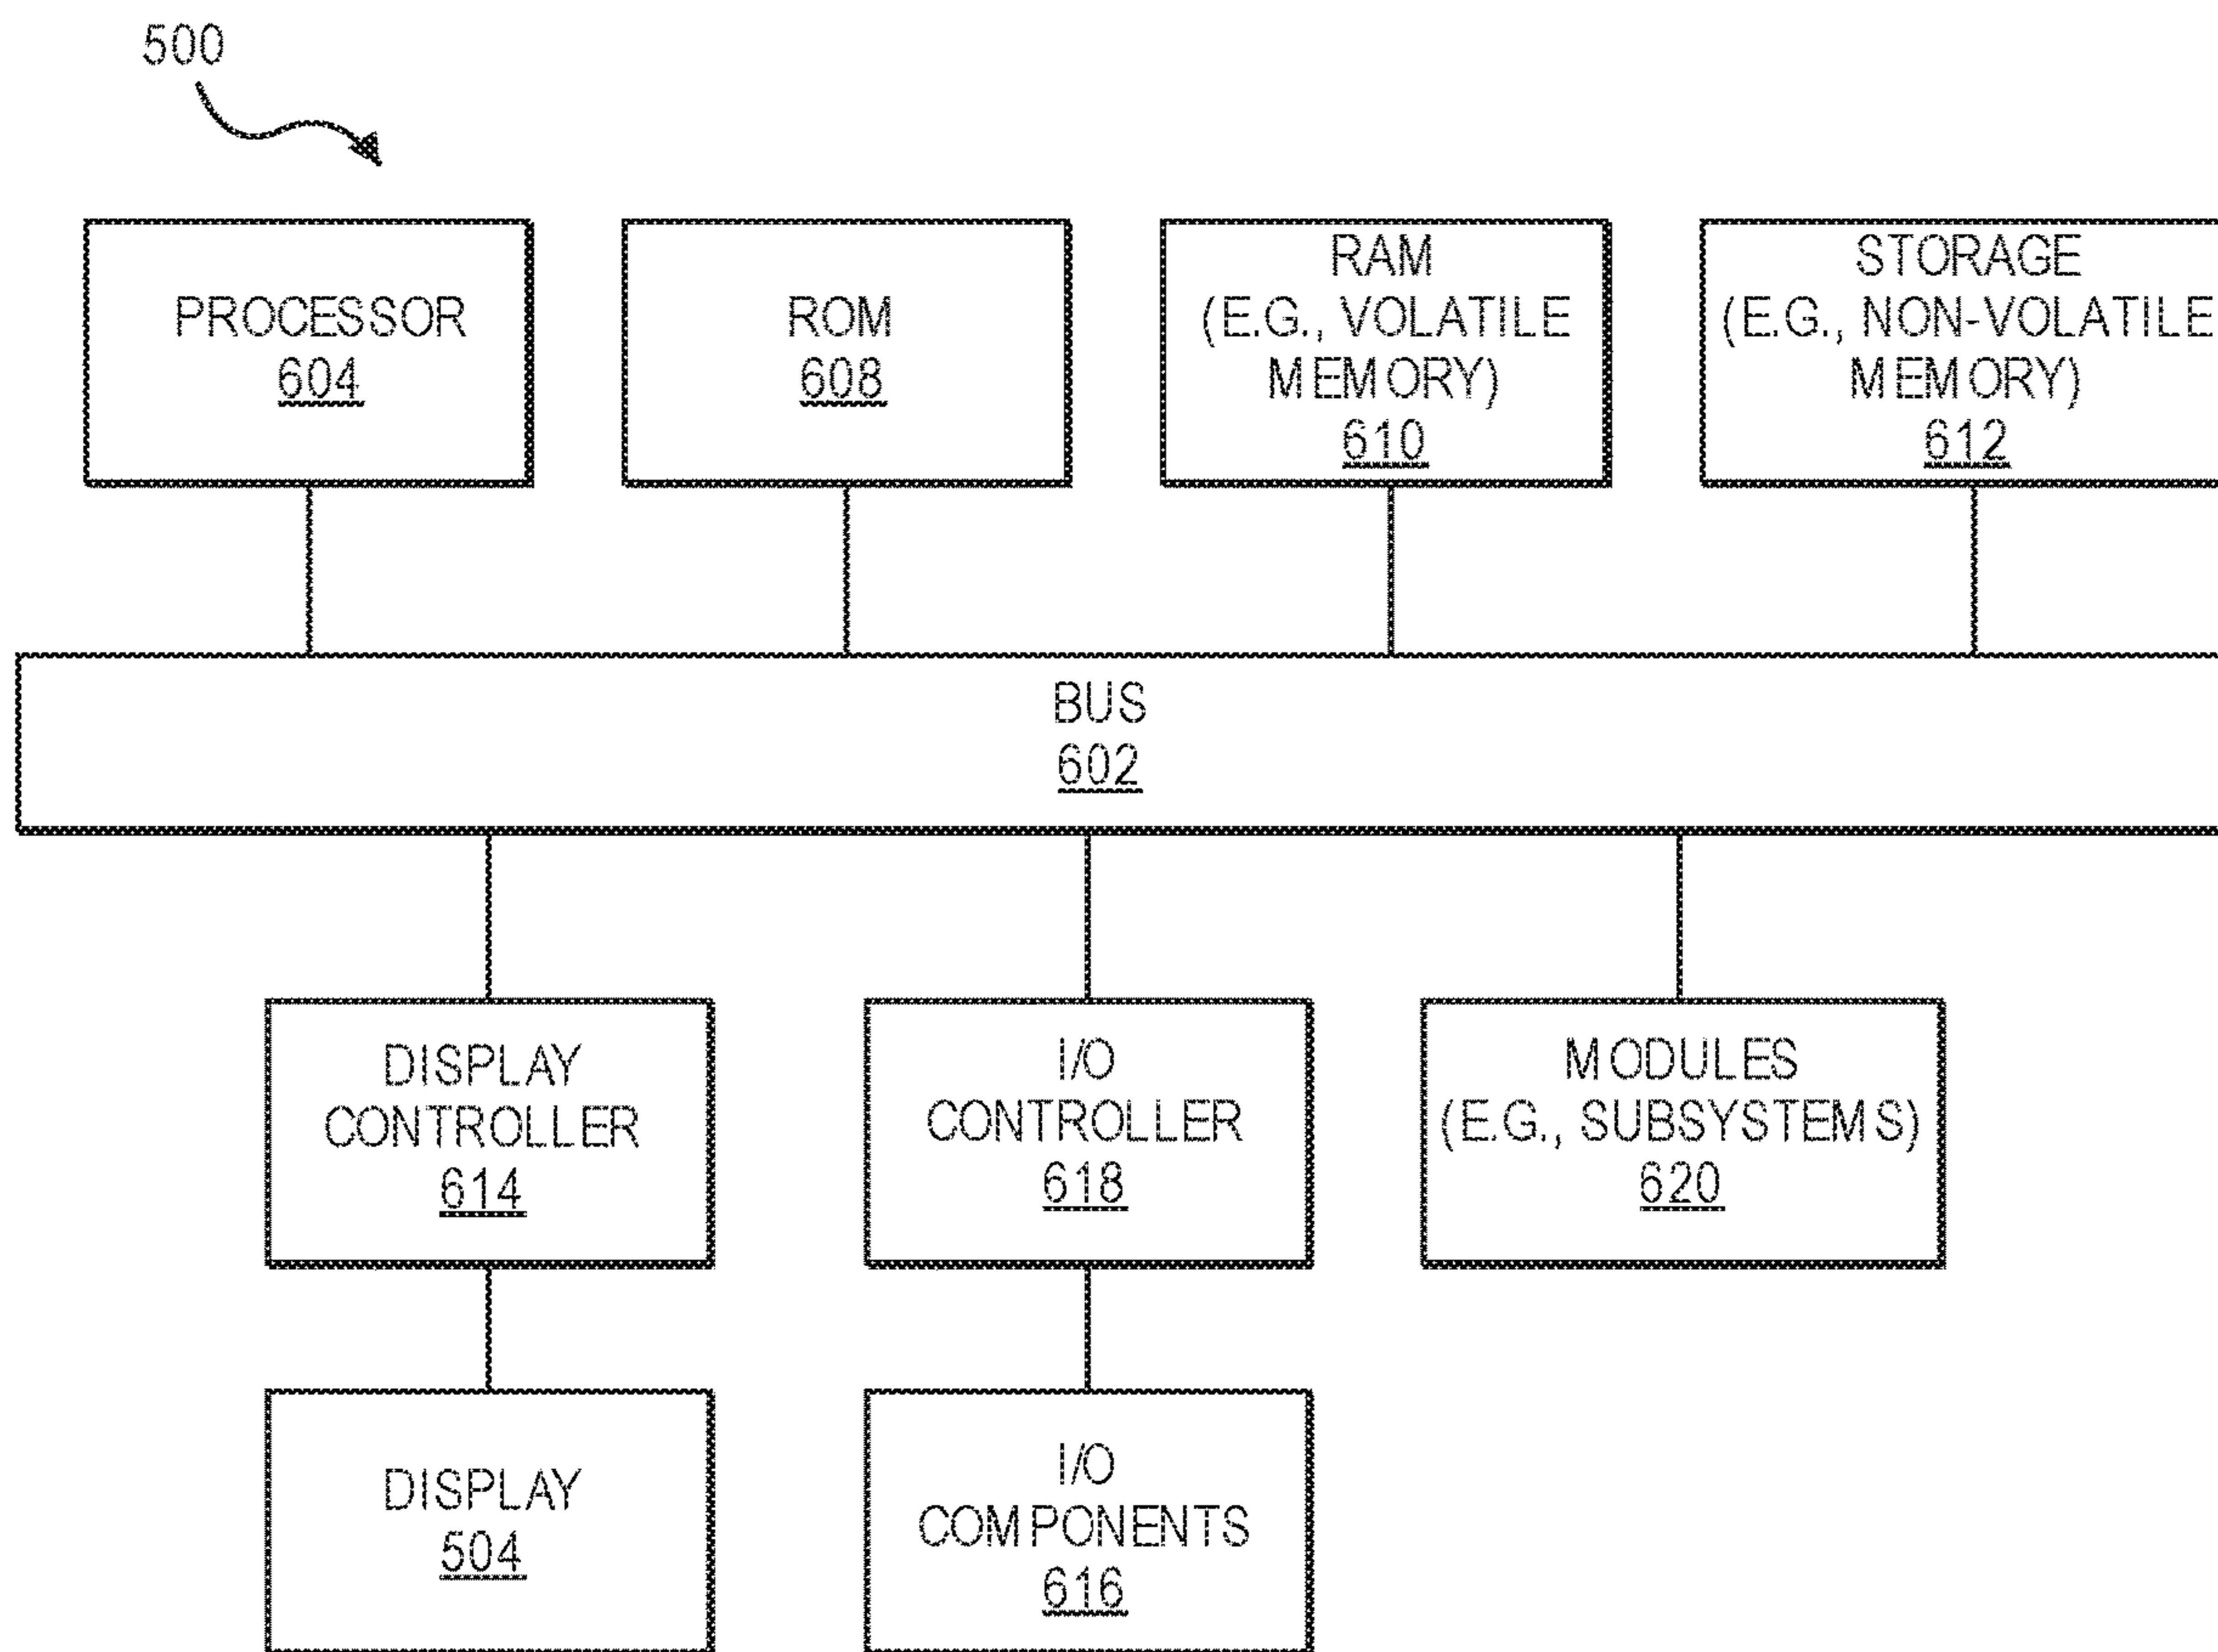 500
PROCESSOR
604
ROM
608
RAM
(E.G., VOLATILE
MEMORY)
610
STORAGE
(E.G., NON-VOLATILE
MEMORY)
612
BUS
602
DISPLAY
CONTROLLER
614
I/O
CONTROLLER
618
MODULES
(E.G., SUBSYSTEMS)
620
DISPLAY
504
I/O
COMPONENTS
616